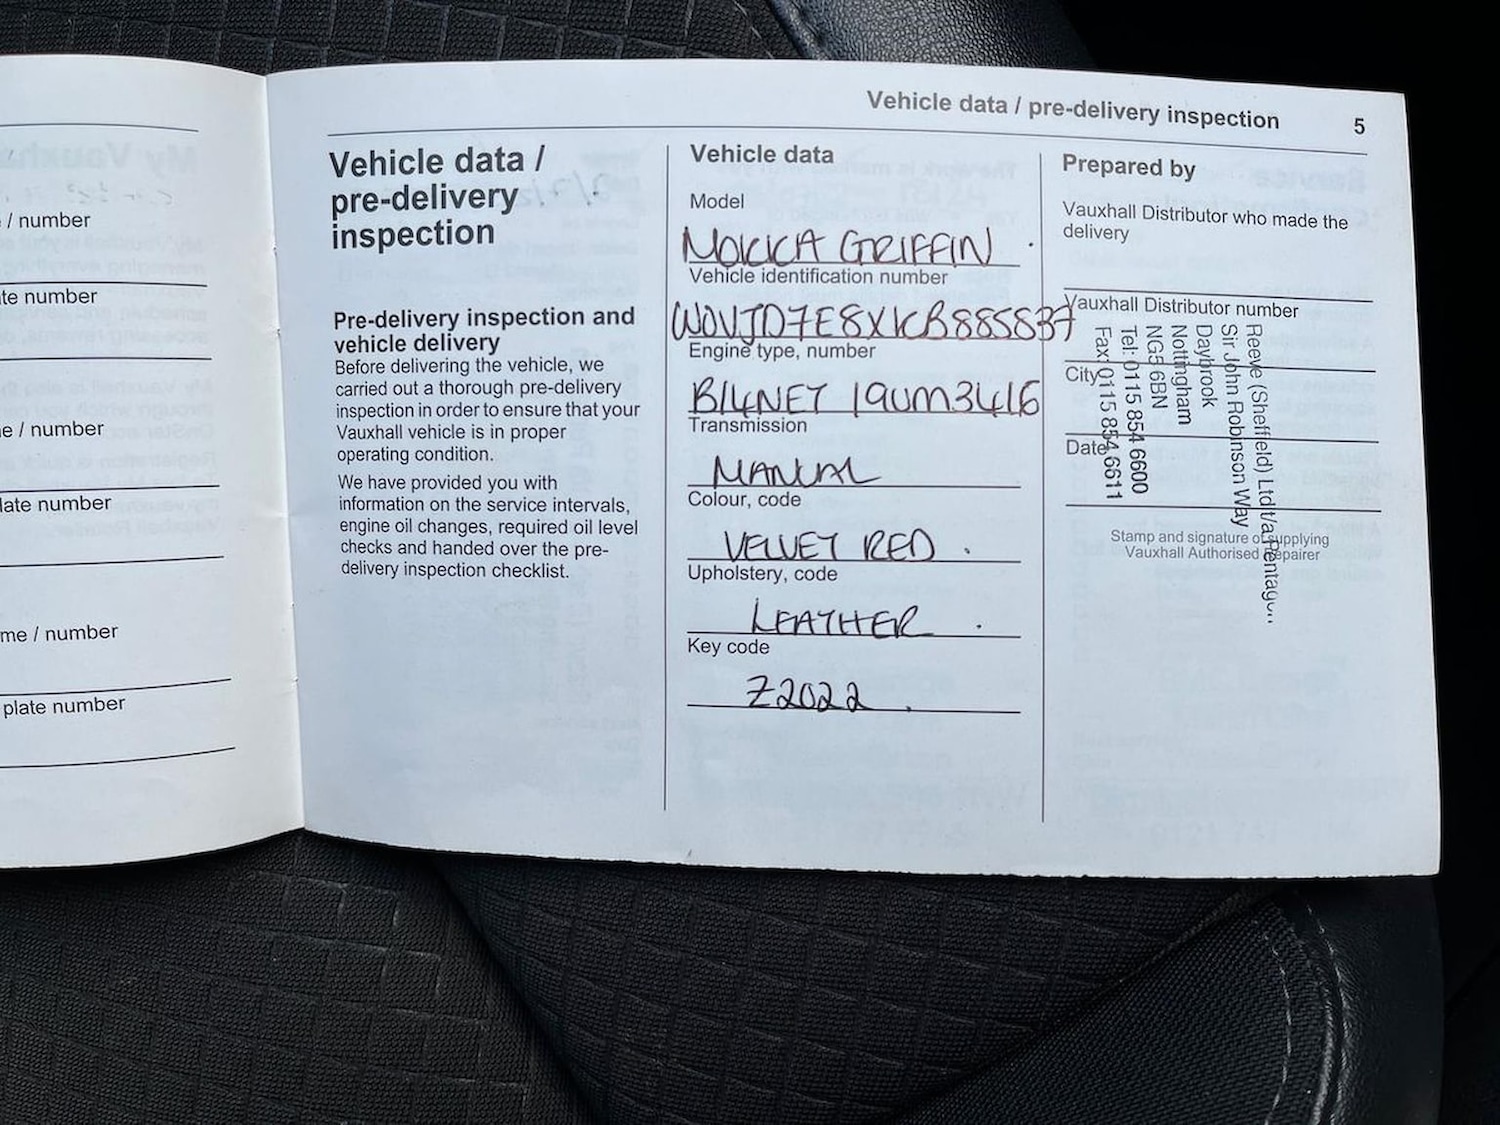 / number
te number
e / number
late number
me / number
plate number
Vehicle data / pre-delivery inspection 5
Vehicle data /
pre-delivery
inspection
Pre-delivery inspection and
vehicle delivery
Before delivering the vehicle, we
carried out a thorough pre-delivery
inspection in order to ensure that your
Vauxhall vehicle is in proper
operating condition.
We have provided you with
information on the service intervals,
engine oil changes, required oil level
checks and handed over the pre-
delivery inspection checklist.
Vehicle data
Model
MOKKA GRIFFIN
Vehicle identification number
W0VJD7E8XKB885837
Engine type, number
B14NET 19UM3416
Transmission
MANUAL
Colour, code
VELVET RED
Upholstery, code
LEATHER
Key code
Z2022
Prepared by
Vauxhall Distributor who made the
delivery
Vauxhall Distributor number
City
Date
Stamp and signature of supplying
Vauxhall Authorised Repairer
Reeve (Sheffield) Ltd t/a Pentagon
Sir John Robinson Way
Daybrook
Nottingham
NG5 6BN
Tel: 0115 854 6600
Fax: 0115 854 6611